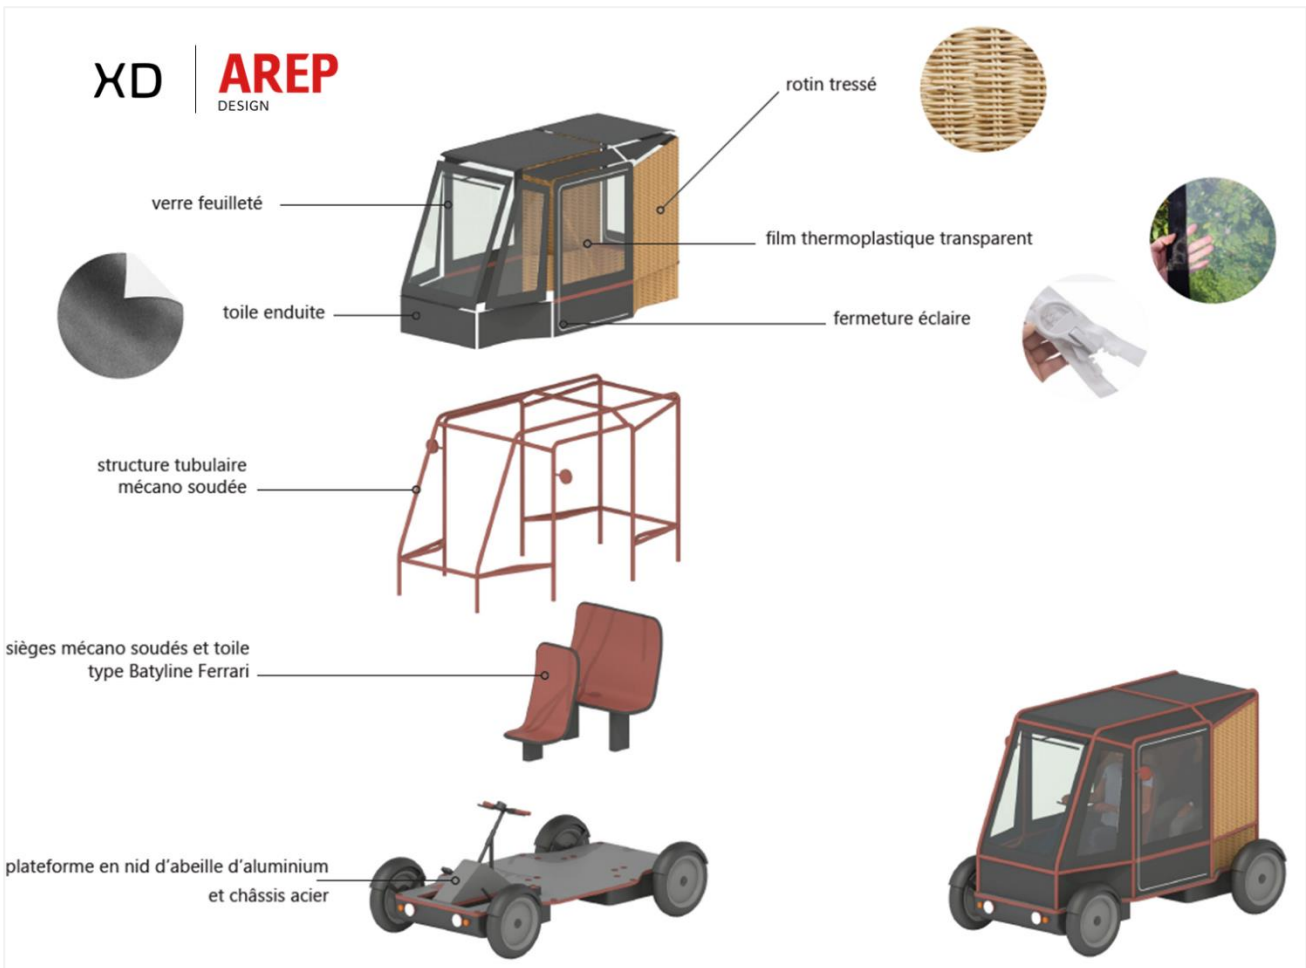 XD
AREP
DESIGN
rotin tressé
verre feuilleté
film thermoplastique transparent
toile enduite
fermeture éclaire
structure tubulaire
mécano soudée
sièges mécano soudés et toile
type Batyline Ferrari
plateforme en nid d'abeille d'aluminium
et châssis acier